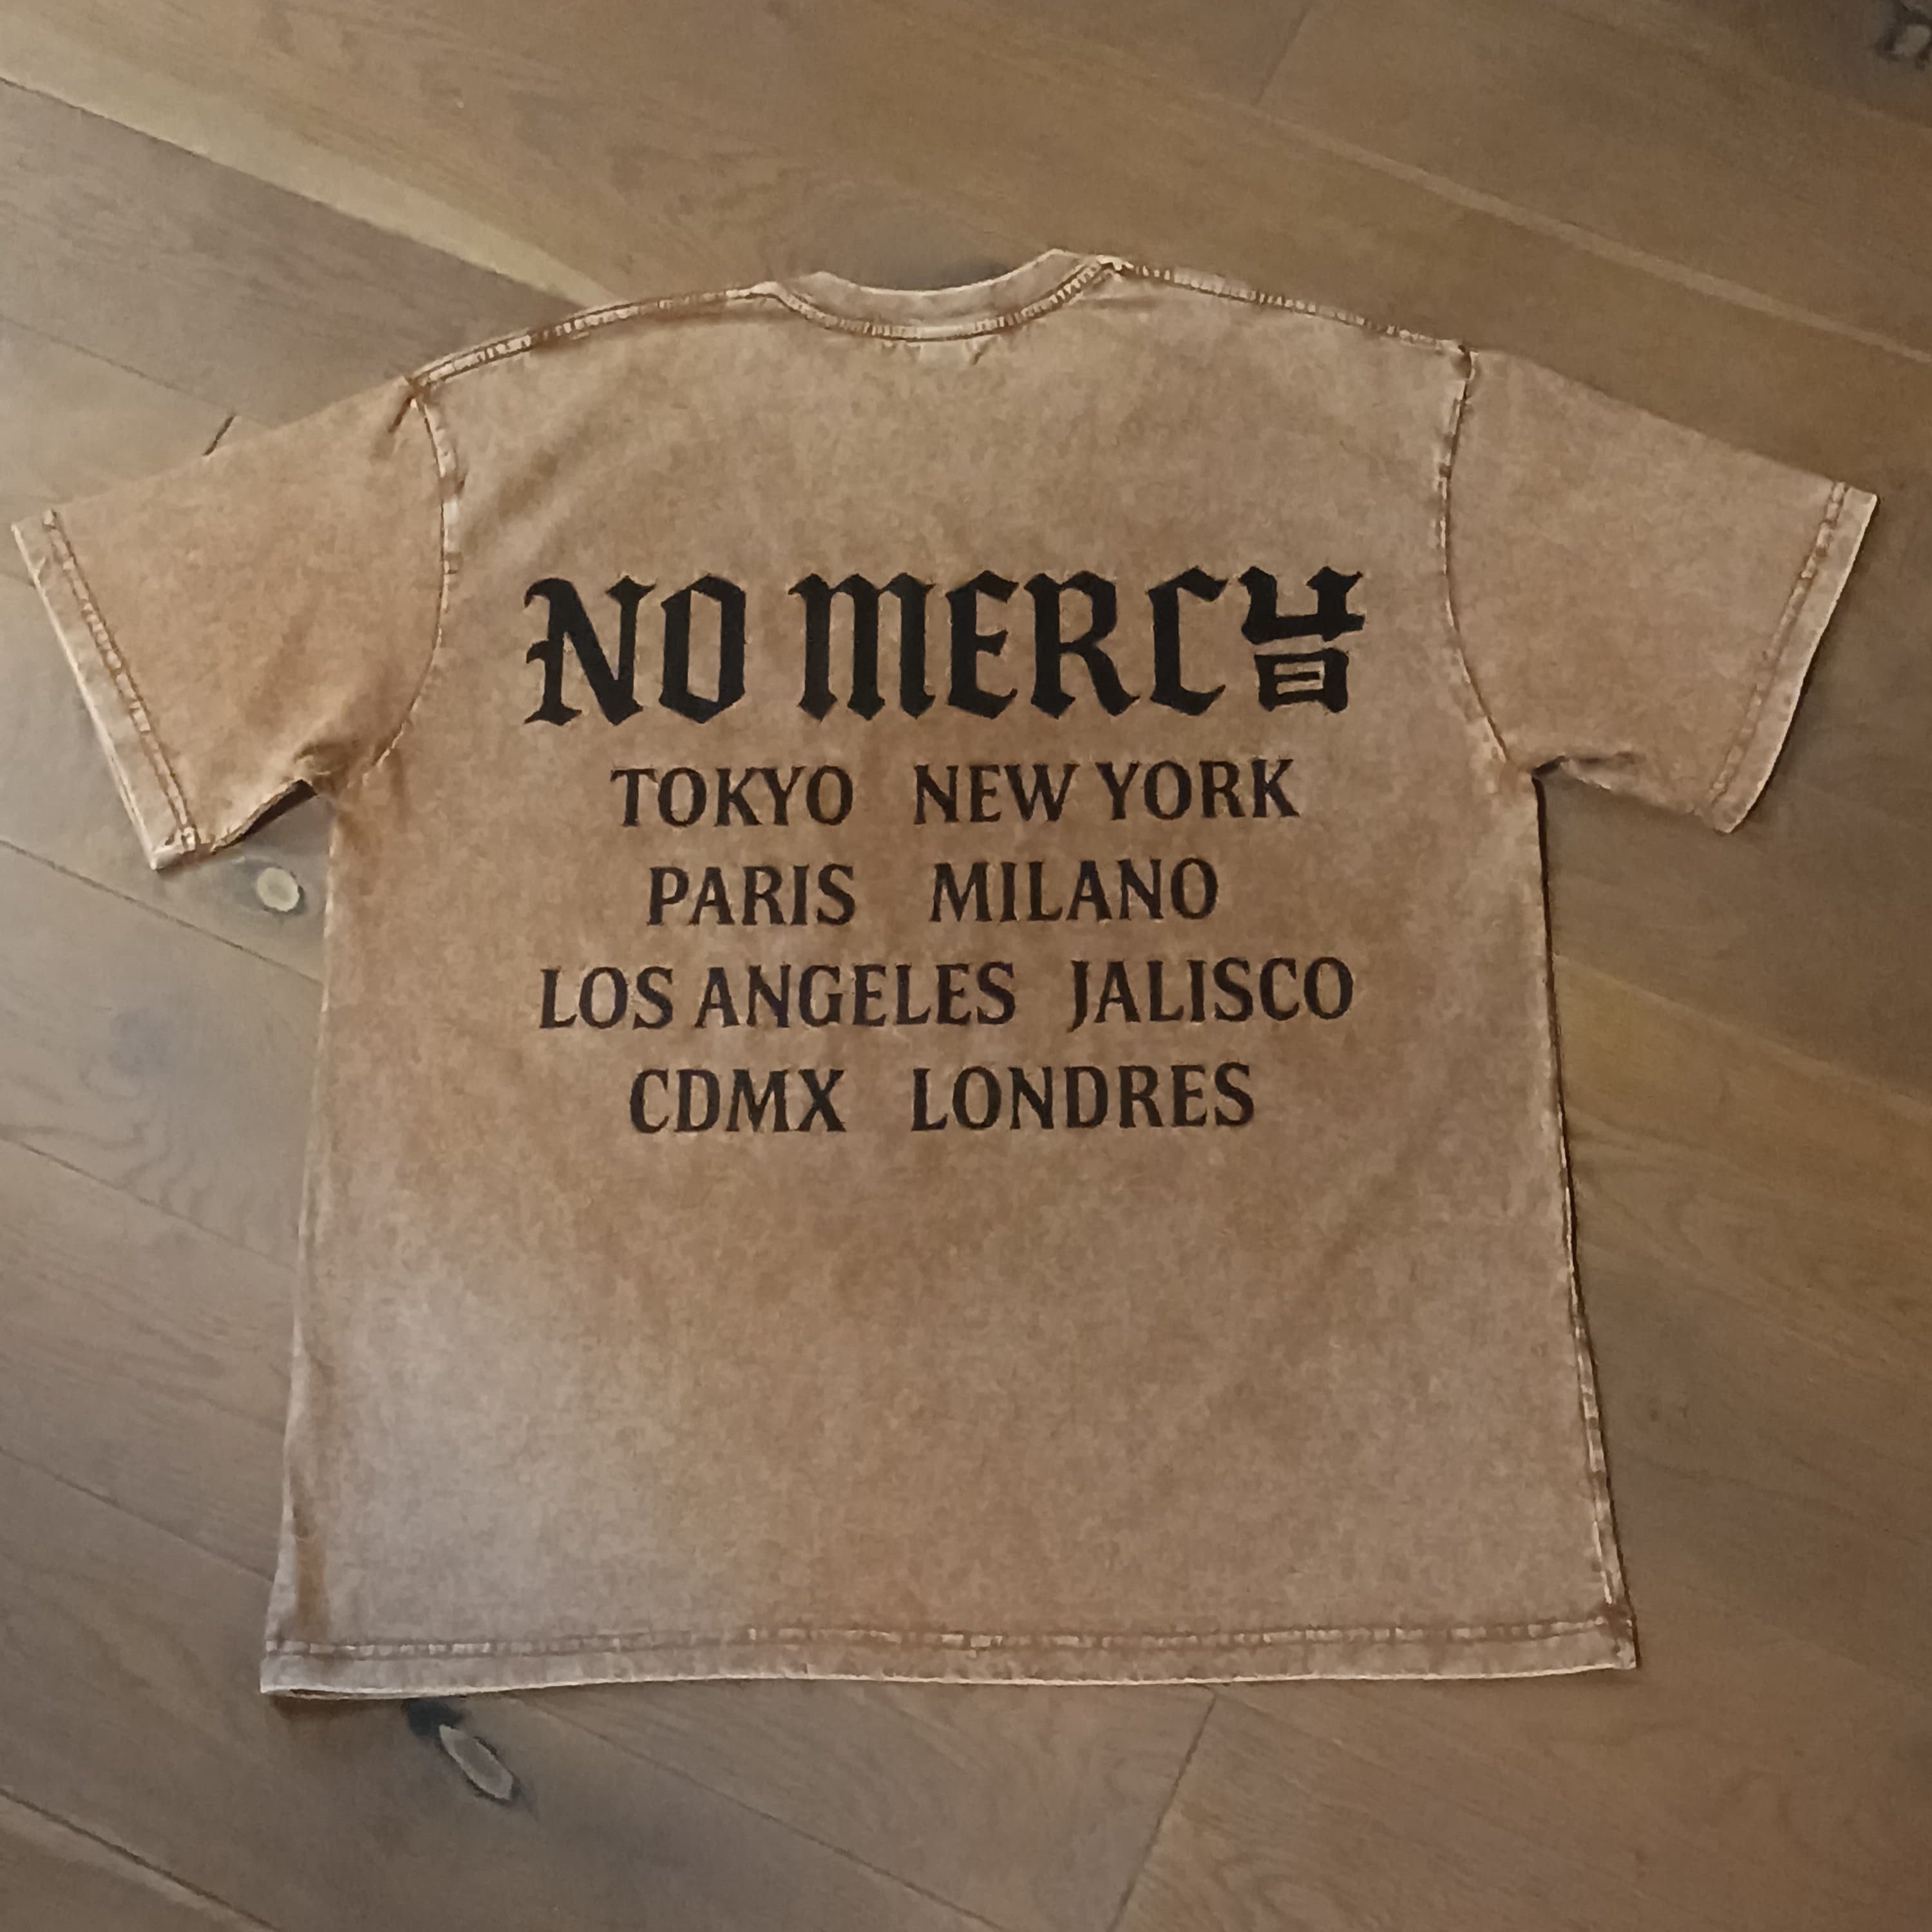 NO MERCY
TOKYO NEW YORK
PARIS MILANO
LOS ANGELES JALISCO
CDMX LONDRES